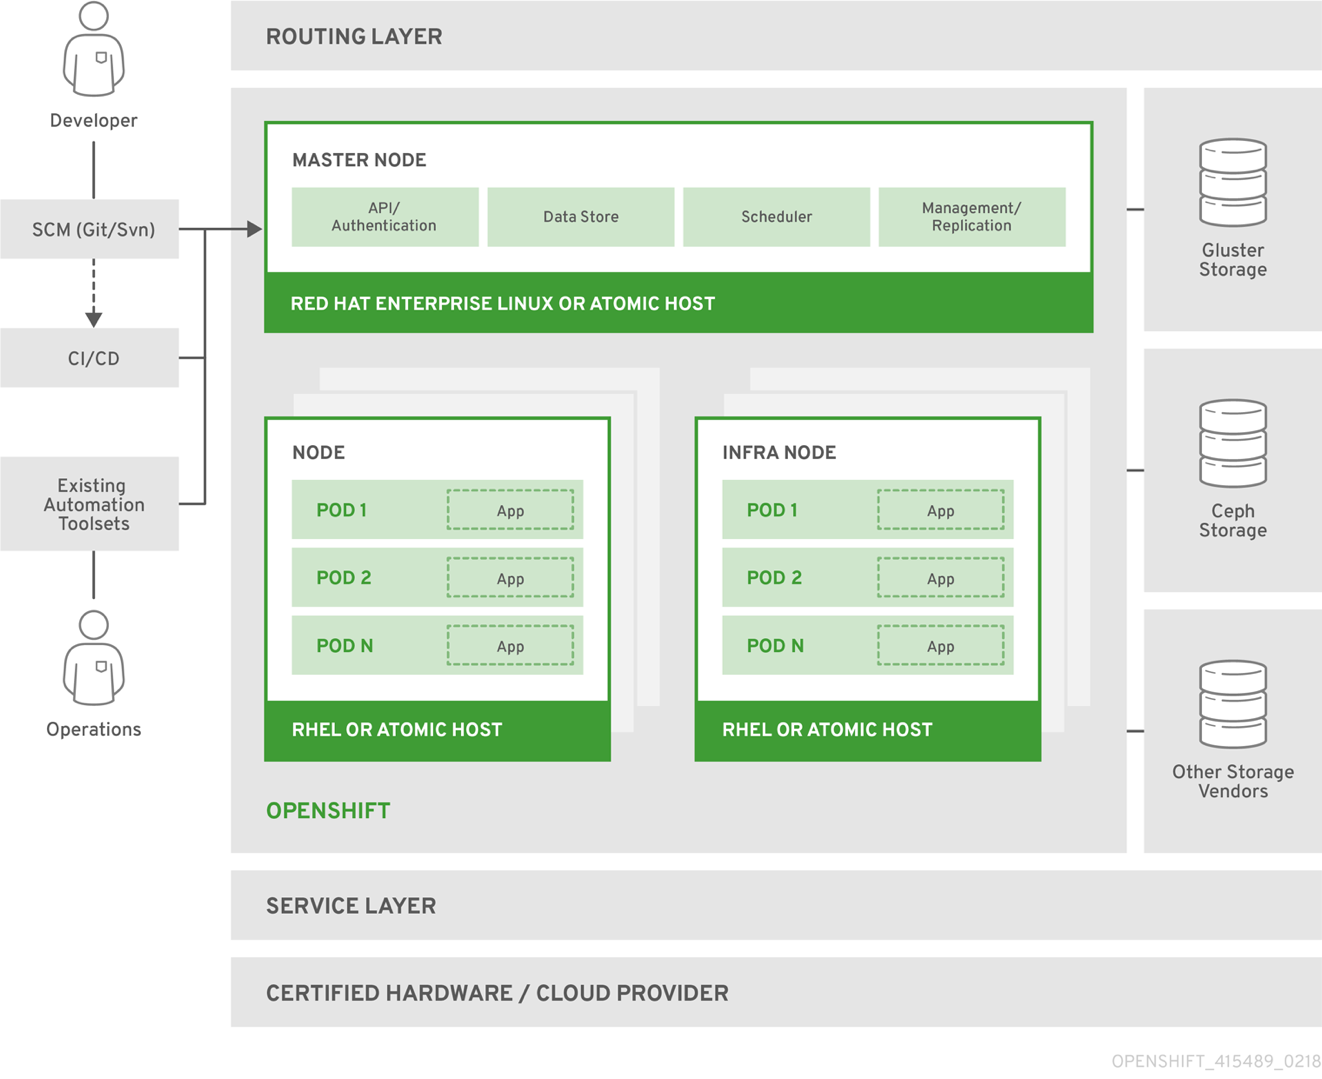 Developer
SCM (Git/Svn)
CI/CD
Existing
Automation
Toolsets
Operations
ROUTING LAYER
MASTER NODE
API/
Authentication
Data Store
Scheduler
Management/
Replication
RED HAT ENTERPRISE LINUX OR ATOMIC HOST
NODE
POD 1 App
POD 2 App
POD N App
RHEL OR ATOMIC HOST
INFRA NODE
POD 1 App
POD 2 App
POD N App
RHEL OR ATOMIC HOST
OPENSHIFT
Gluster
Storage
Ceph
Storage
Other Storage
Vendors
SERVICE LAYER
CERTIFIED HARDWARE / CLOUD PROVIDER
OPENSHIFT_415489_0218